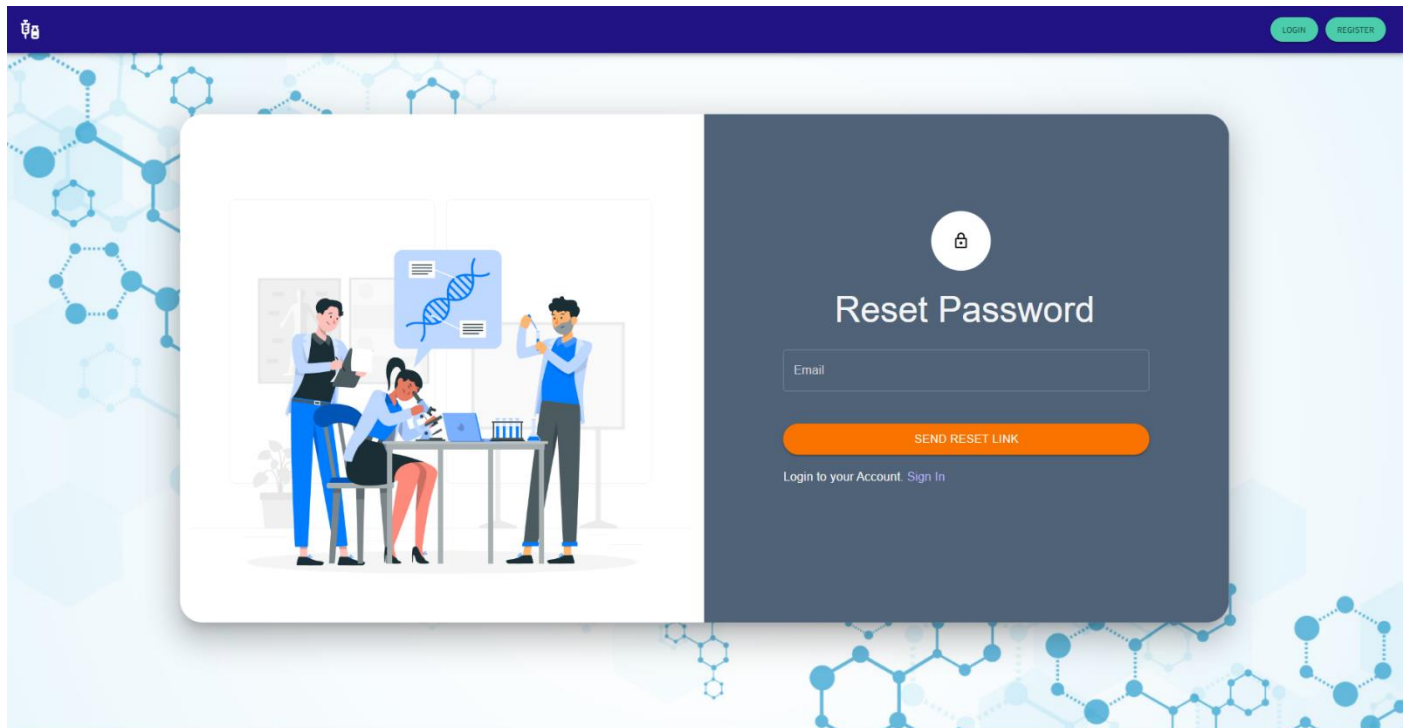 LOGIN
REGISTER
Reset Password
Email
SEND RESET LINK
Login to your Account. Sign In